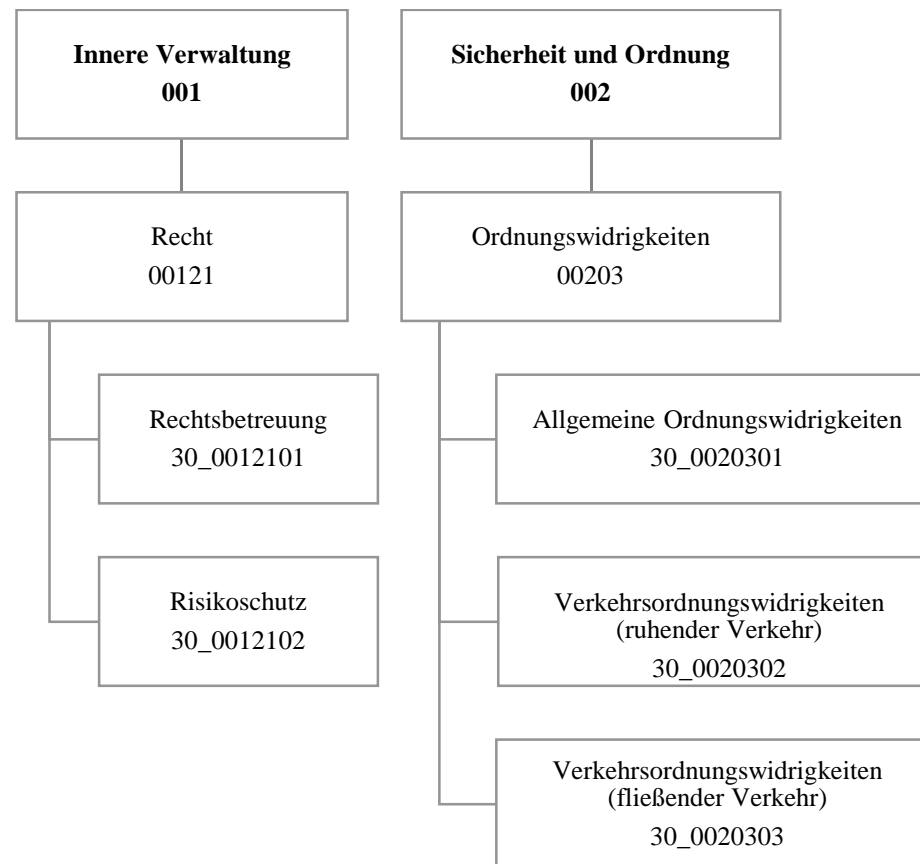 Innere Verwaltung
001
Sicherheit und Ordnung
002
Recht
00121
Ordnungswidrigkeiten
00203
Rechtsbetreuung
30_0012101
Allgemeine Ordnungswidrigkeiten
30_0020301
Risikoschutz
30_0012102
Verkehrsordnungswidrigkeiten
(ruhender Verkehr)
30_0020302
Verkehrsordnungswidrigkeiten
(fließender Verkehr)
30_0020303